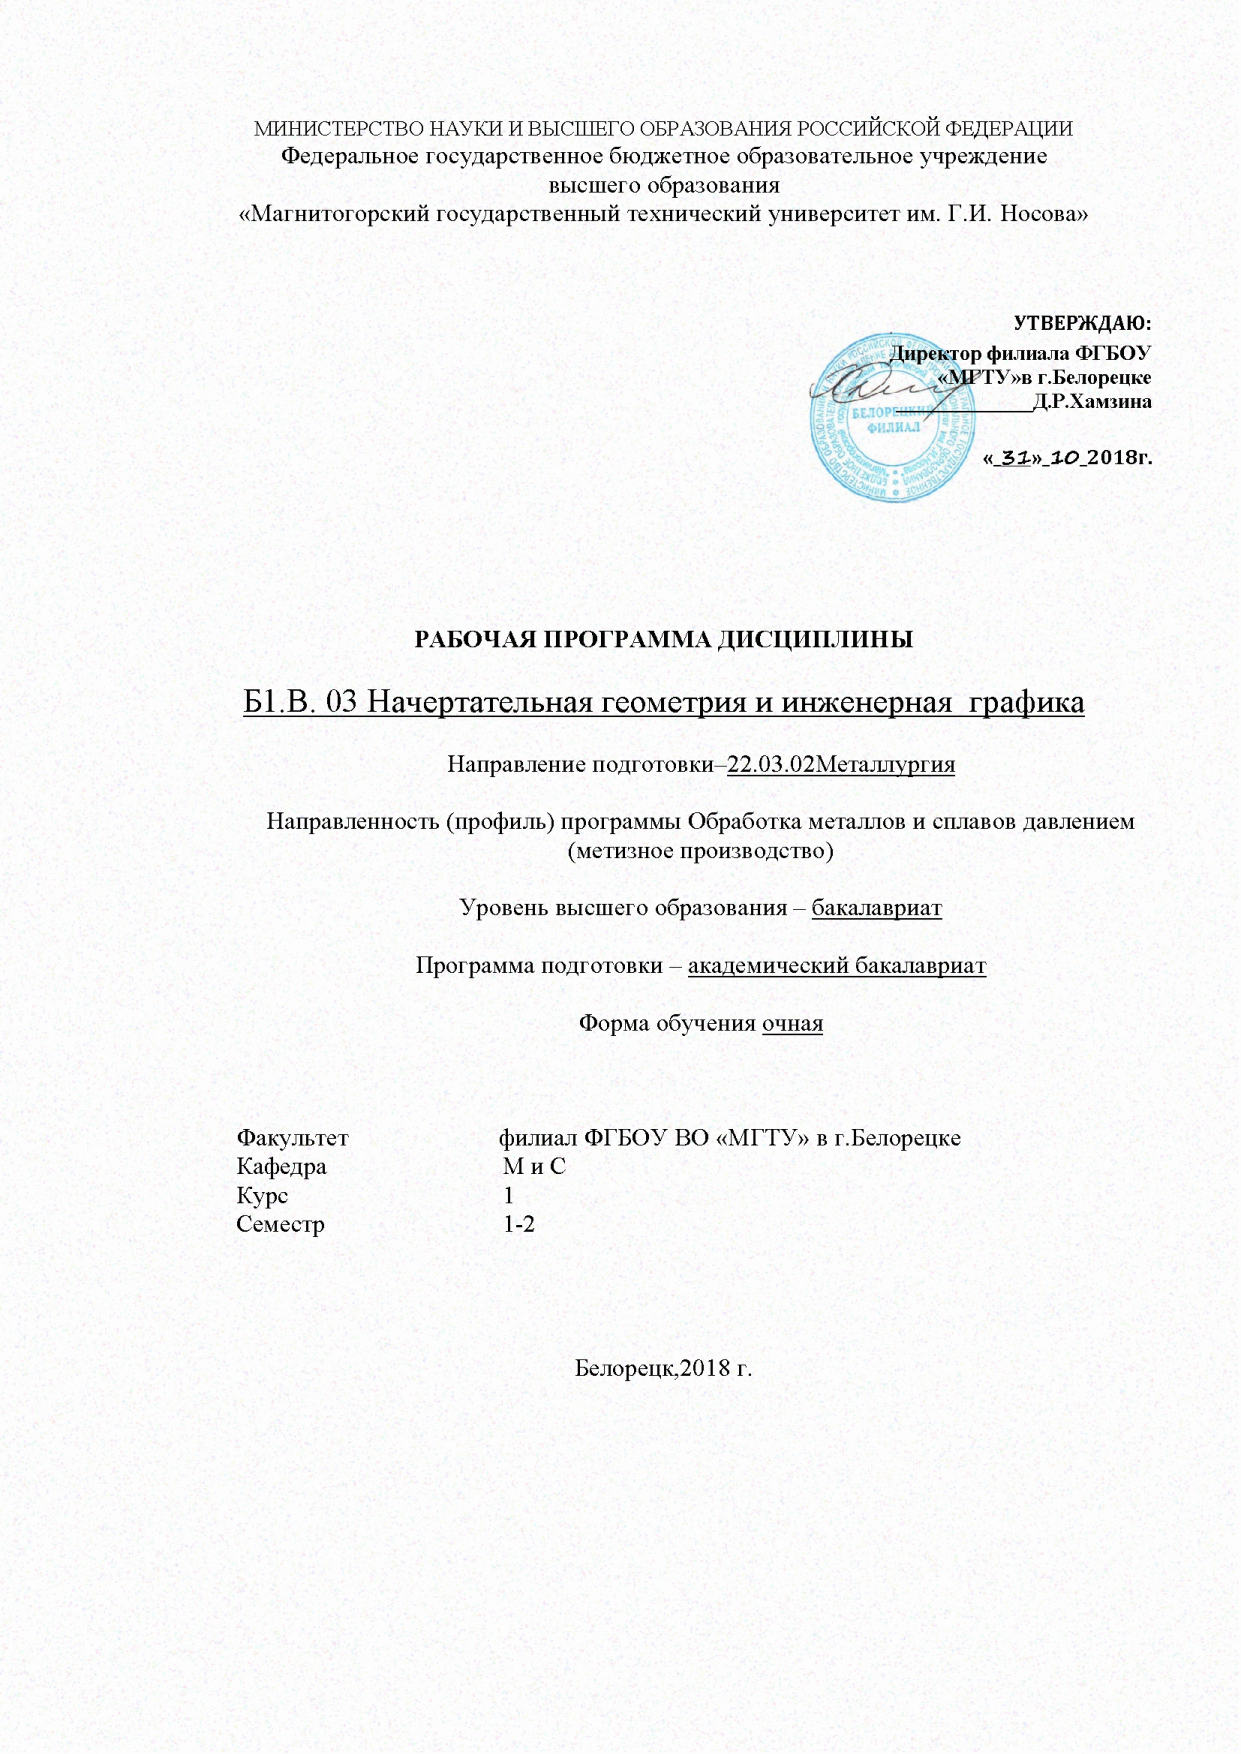 МИНИСТЕРСТВО НАУКИ И ВЫСШЕГО ОБРАЗОВАНИЯ РОССИЙСКОЙ ФЕДЕРАЦИИ
Федеральное государственное бюджетное образовательное учреждение
высшего образования
«Магнитогорский государственный технический университет им. Г.И. Носова»
УТВЕРЖДАЮ:
Директор филиала ФГБОУ
«МГТУ»в г.Белорецке
_____________Д.Р.Хамзина
БЕЛОРЕЦКИЙ
ФИЛИАЛ
«_31»_10_2018г.
РАБОЧАЯ ПРОГРАММА ДИСЦИПЛИНЫ
Б1.В. 03 Начертательная геометрия и инженерная  графика
Направление подготовки–22.03.02Металлургия
Направленность (профиль) программы Обработка металлов и сплавов давлением
(метизное производство)
Уровень высшего образования – бакалавриат
Программа подготовки – академический бакалавриат
Форма обучения очная
Факультет филиал ФГБОУ ВО «МГТУ» в г.Белорецке
Кафедра М и С
Курс 1
Семестр 1-2
Белорецк,2018 г.